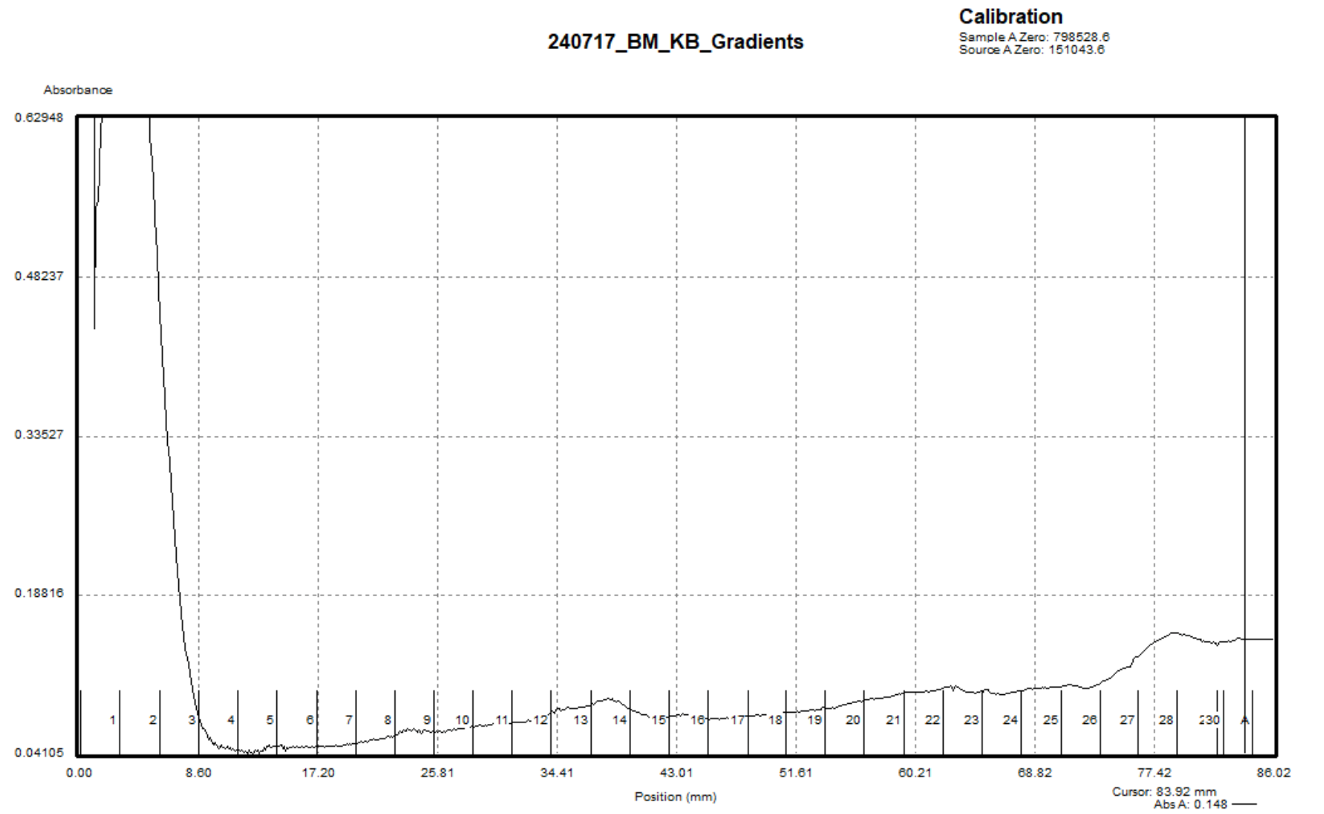 Calibration
240717_BM_KB_Gradients
Sample A Zero: 798528.6
Source A Zero: 151043.6
Absorbance
0.62948
0.48237
0.33527
0.18816
1 2 3 4 5 6 7 8 9 10 11 12 13 14 15 16 17 18 19 20 21 22 23 24 25 26 27 28 230 A
0.04105
0.00 8.60 17.20 25.81 34.41 43.01 51.61 60.21 68.82 77.42 86.02
Position (mm)
Cursor: 83.92 mm
Abs A: 0.148